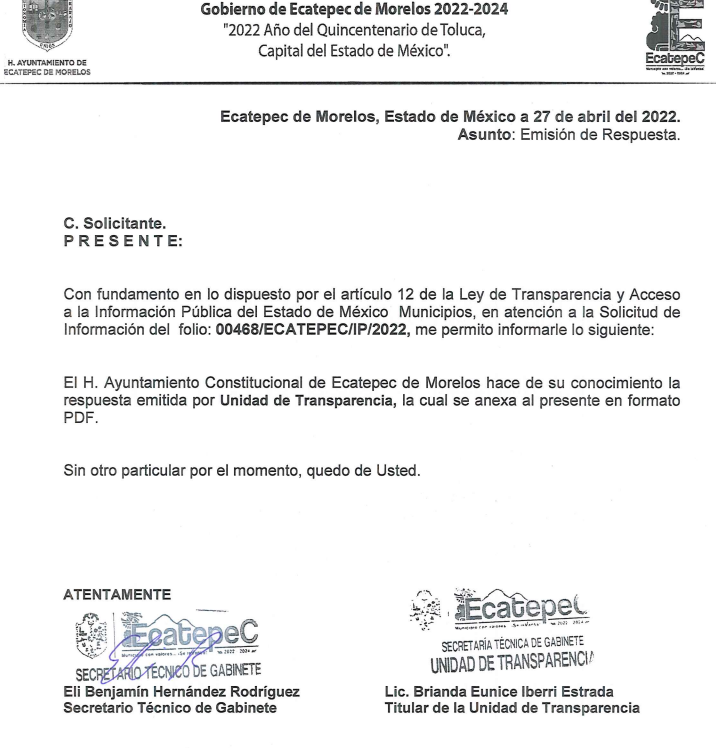 Gobierno de Ecatepec de Morelos 2022-2024
"2022 Año del Quincentenario de Toluca,
Capital del Estado de México".
H. AYUNTAMIENTO DE
ECATEPEC DE MORELOS
EcatepeC
Ecatepec de Morelos, Estado de México a 27 de abril del 2022.
Asunto: Emisión de Respuesta.
C. Solicitante.
P R E S E N T E:
Con fundamento en lo dispuesto por el artículo 12 de la Ley de Transparencia y Acceso
a la Información Pública del Estado de México Municipios, en atención a la Solicitud de
Información del folio: 00468/ECATEPEC/IP/2022, me permito informarle lo siguiente:
El H. Ayuntamiento Constitucional de Ecatepec de Morelos hace de su conocimiento la
respuesta emitida por Unidad de Transparencia, la cual se anexa al presente en formato
PDF.
Sin otro particular por el momento, quedo de Usted.
ATENTAMENTE
EcatepeC
SECRETARIO TÉCNICO DE GABINETE
Eli Benjamín Hernández Rodríguez
Secretario Técnico de Gabinete
EcatepeC
SECRETARÍA TÉCNICA DE GABINETE
UNIDAD DE TRANSPARENCIA
Lic. Brianda Eunice Iberri Estrada
Titular de la Unidad de Transparencia